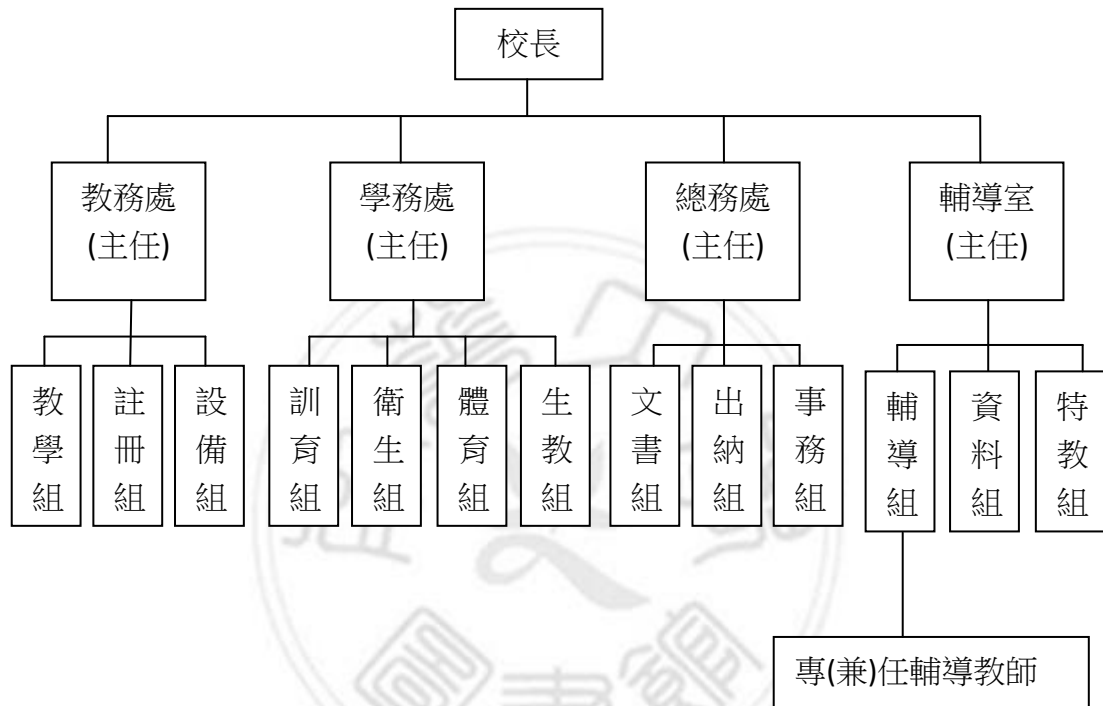 校長
教務處
(主任)
學務處
(主任)
總務處
(主任)
輔導室
(主任)
教學組
註冊組
設備組
訓育組
衛生組
體育組
生教組
文書組
出納組
事務組
輔導組
資料組
特教組
專(兼)任輔導教師